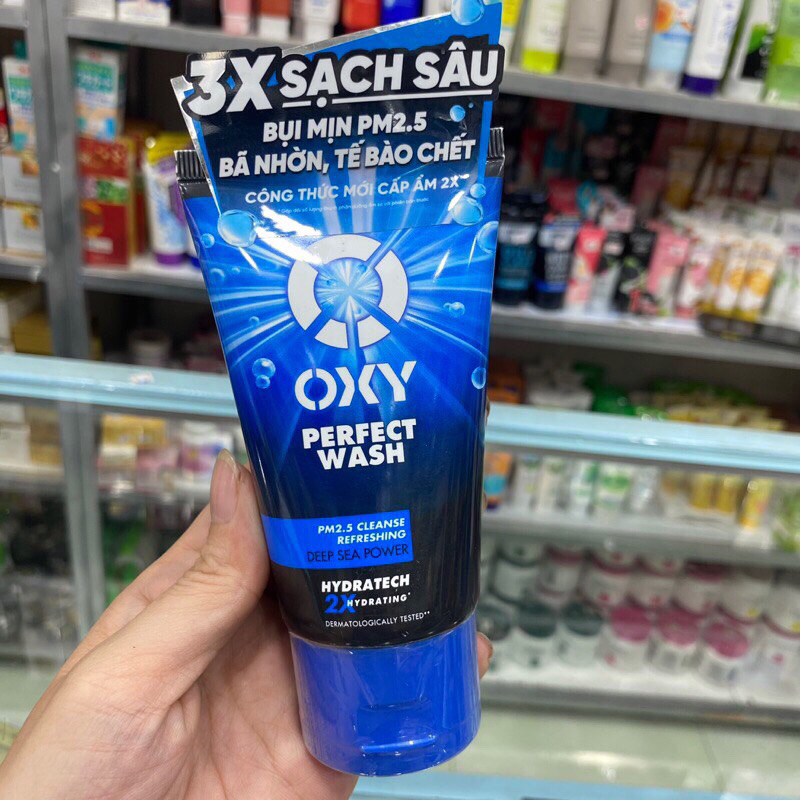 3X SẠCH SÂU
BỤI MỊN PM2.5
BÃ NHỜN, TẾ BÀO CHẾT
CÔNG THỨC MỚI CẤP ẨM 2X**
OXY
PERFECT
WASH
PM2.5 CLEANSE
REFRESHING
DEEP SEA POWER
HYDRATECH
2X HYDRATING*
DERMATOLOGICALLY TESTED**